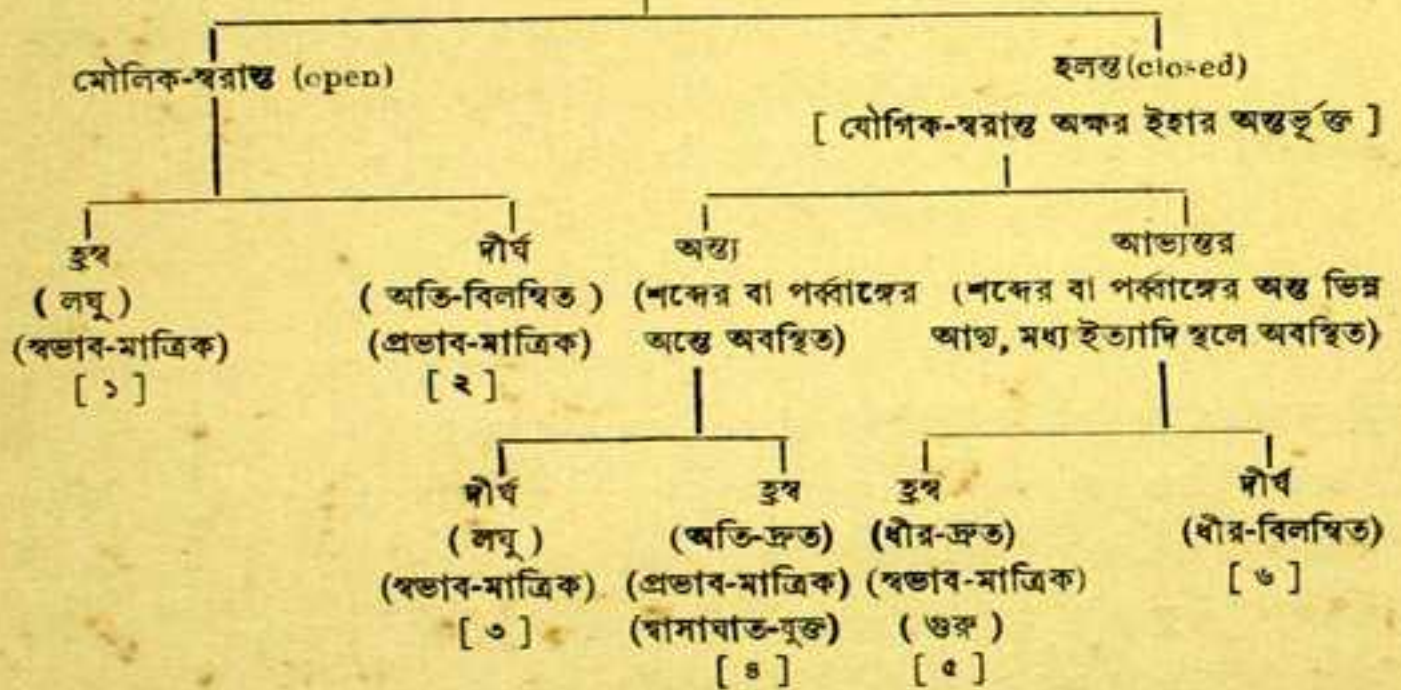 মৌলিক-স্বরান্ত (open) হলন্ত (closed)
[ যৌগিক-স্বরান্ত অক্ষর ইহার অন্তর্ভূক্ত ]
হ্রস্ব দীর্ঘ অন্ত্য আভ্যন্তর
( লঘু ) ( অতি-বিলম্বিত ) (শব্দের বা পর্ব্বাঙ্গের (শব্দের বা পর্ব্বাঙ্গের অন্ত ভিন্ন
(স্বভাব-মাত্রিক) (প্রভাব-মাত্রিক) অন্তে অবস্থিত) আদ্য, মধ্য ইত্যাদি স্থলে অবস্থিত)
[ ১ ] [ ২ ]
দীর্ঘ হ্রস্ব হ্রস্ব দীর্ঘ
( লঘু ) (অতি-দ্রুত) (ধীর-দ্রুত) (ধীর-বিলম্বিত)
(স্বভাব-মাত্রিক) (প্রভাব-মাত্রিক) (স্বভাব-মাত্রিক) [ ৬ ]
[ ৩ ] (শ্বাসাঘাত-যুক্ত) ( গুরু )
[ ৪ ] [ ৫ ]